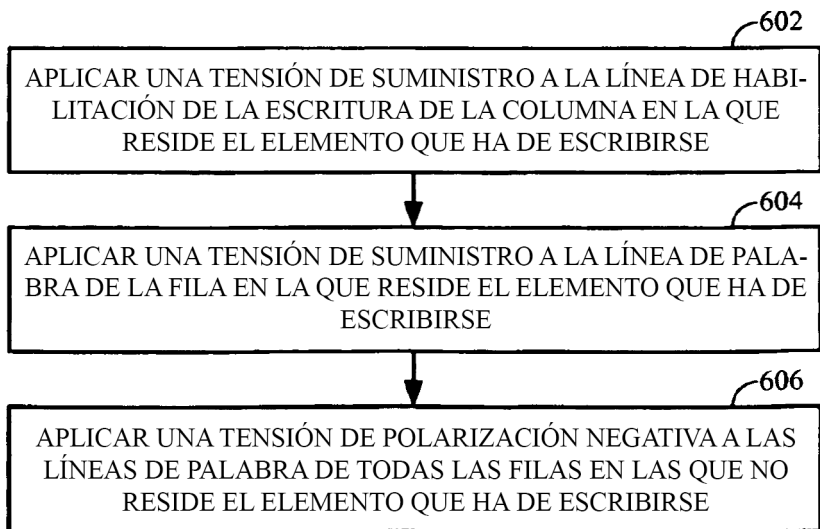 602
APLICAR UNA TENSIÓN DE SUMINISTRO A LA LÍNEA DE HABI-
LITACIÓN DE LA ESCRITURA DE LA COLUMNA EN LA QUE
RESIDE EL ELEMENTO QUE HA DE ESCRIBIRSE
604
APLICAR UNA TENSIÓN DE SUMINISTRO A LA LÍNEA DE PALA-
BRA DE LA FILA EN LA QUE RESIDE EL ELEMENTO QUE HA DE
ESCRIBIRSE
606
APLICAR UNA TENSIÓN DE POLARIZACIÓN NEGATIVA A LAS
LÍNEAS DE PALABRA DE TODAS LAS FILAS EN LAS QUE NO
RESIDE EL ELEMENTO QUE HA DE ESCRIBIRSE